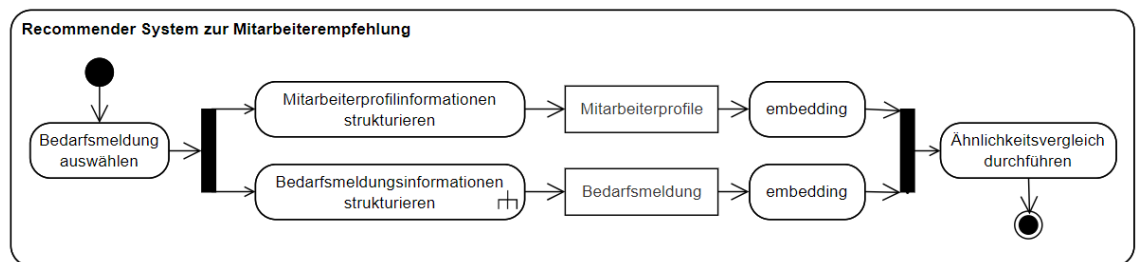 Recommender System zur Mitarbeiterempfehlung
Bedarfsmeldung
auswählen
Mitarbeiterprofilinformationen
strukturieren
Mitarbeiterprofile
embedding
Bedarfsmeldungsinformationen
strukturieren
Bedarfsmeldung
embedding
Ähnlichkeitsvergleich
durchführen